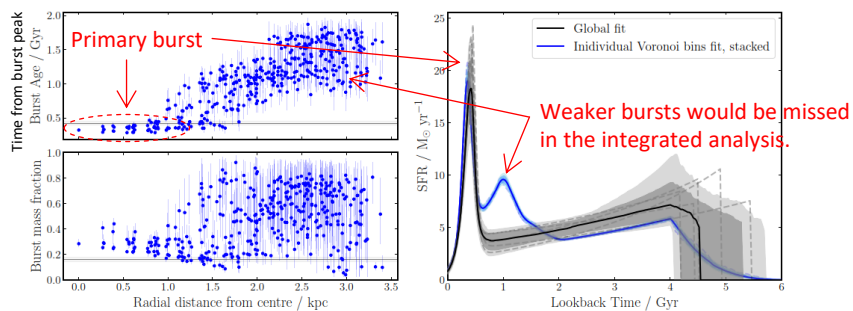 Time from burst peak
Burst Age / Gyr
2.0
1.5
1.0
0.5
Primary burst
Burst mass fraction
1.0
0.8
0.6
0.4
0.2
0.0
0.0 0.5 1.0 1.5 2.0 2.5 3.0 3.5
Radial distance from centre / kpc
SFR / M⊙ yr−1
25
20
15
10
5
0
Global fit
Inidividual Voronoi bins fit, stacked
Weaker bursts would be missed
in the integrated analysis.
0 1 2 3 4 5 6
Lookback Time / Gyr